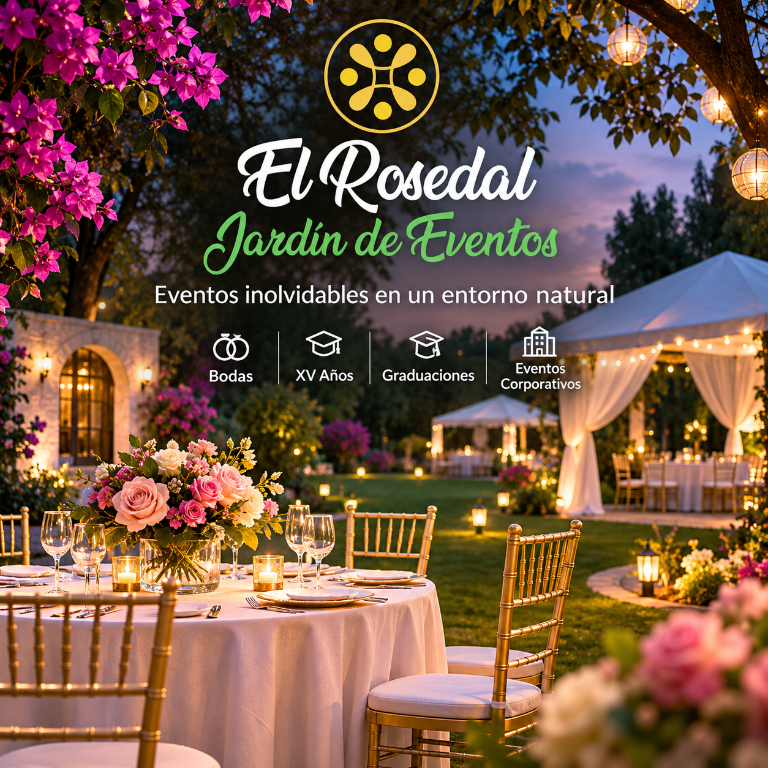 El Rosedal
Jardín de Eventos
Eventos inolvidables en un entorno natural
Bodas
XV Años
Graduaciones
Eventos
Corporativos